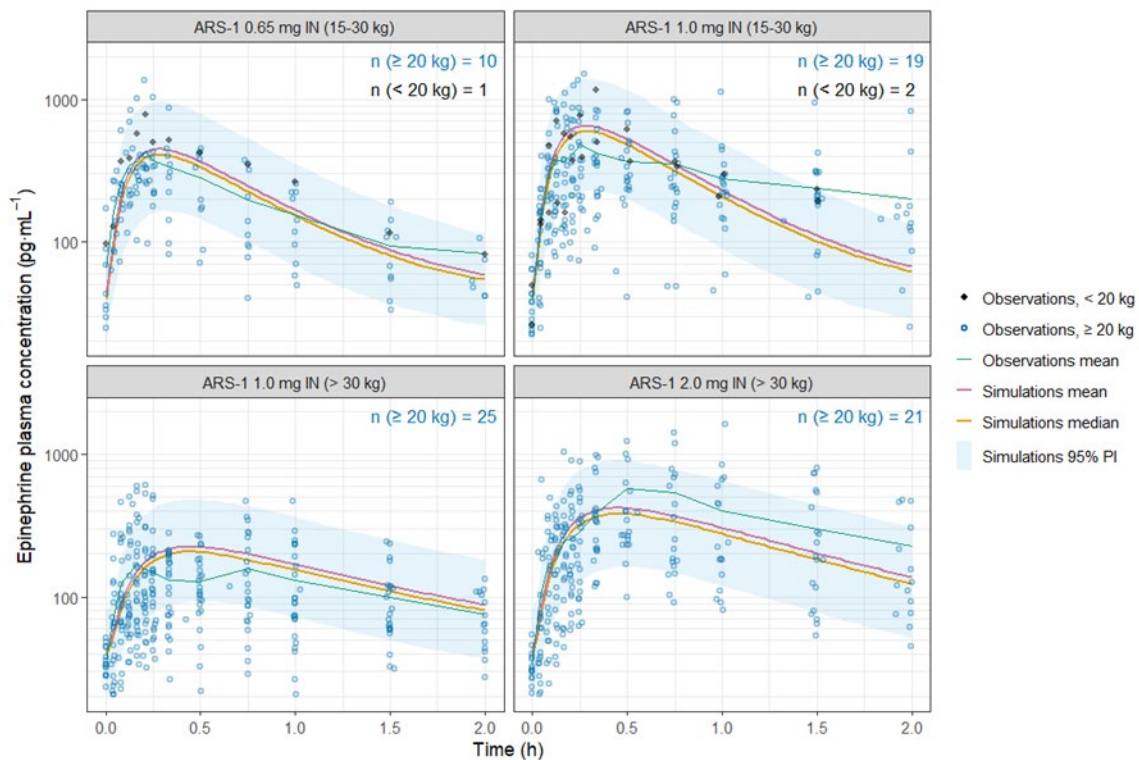 ARS-1 0.65 mg IN (15-30 kg)
n (≥ 20 kg) = 10
n (< 20 kg) = 1
ARS-1 1.0 mg IN (15-30 kg)
n (≥ 20 kg) = 19
n (< 20 kg) = 2
1000
100
ARS-1 1.0 mg IN (> 30 kg)
n (≥ 20 kg) = 25
ARS-1 2.0 mg IN (> 30 kg)
n (≥ 20 kg) = 21
1000
100
Epinephrine plasma concentration (pg·mL⁻¹)
0.0 0.5 1.0 1.5 2.0
0.0 0.5 1.0 1.5 2.0
Time (h)
Observations, < 20 kg
Observations, ≥ 20 kg
Observations mean
Simulations mean
Simulations median
Simulations 95% PI